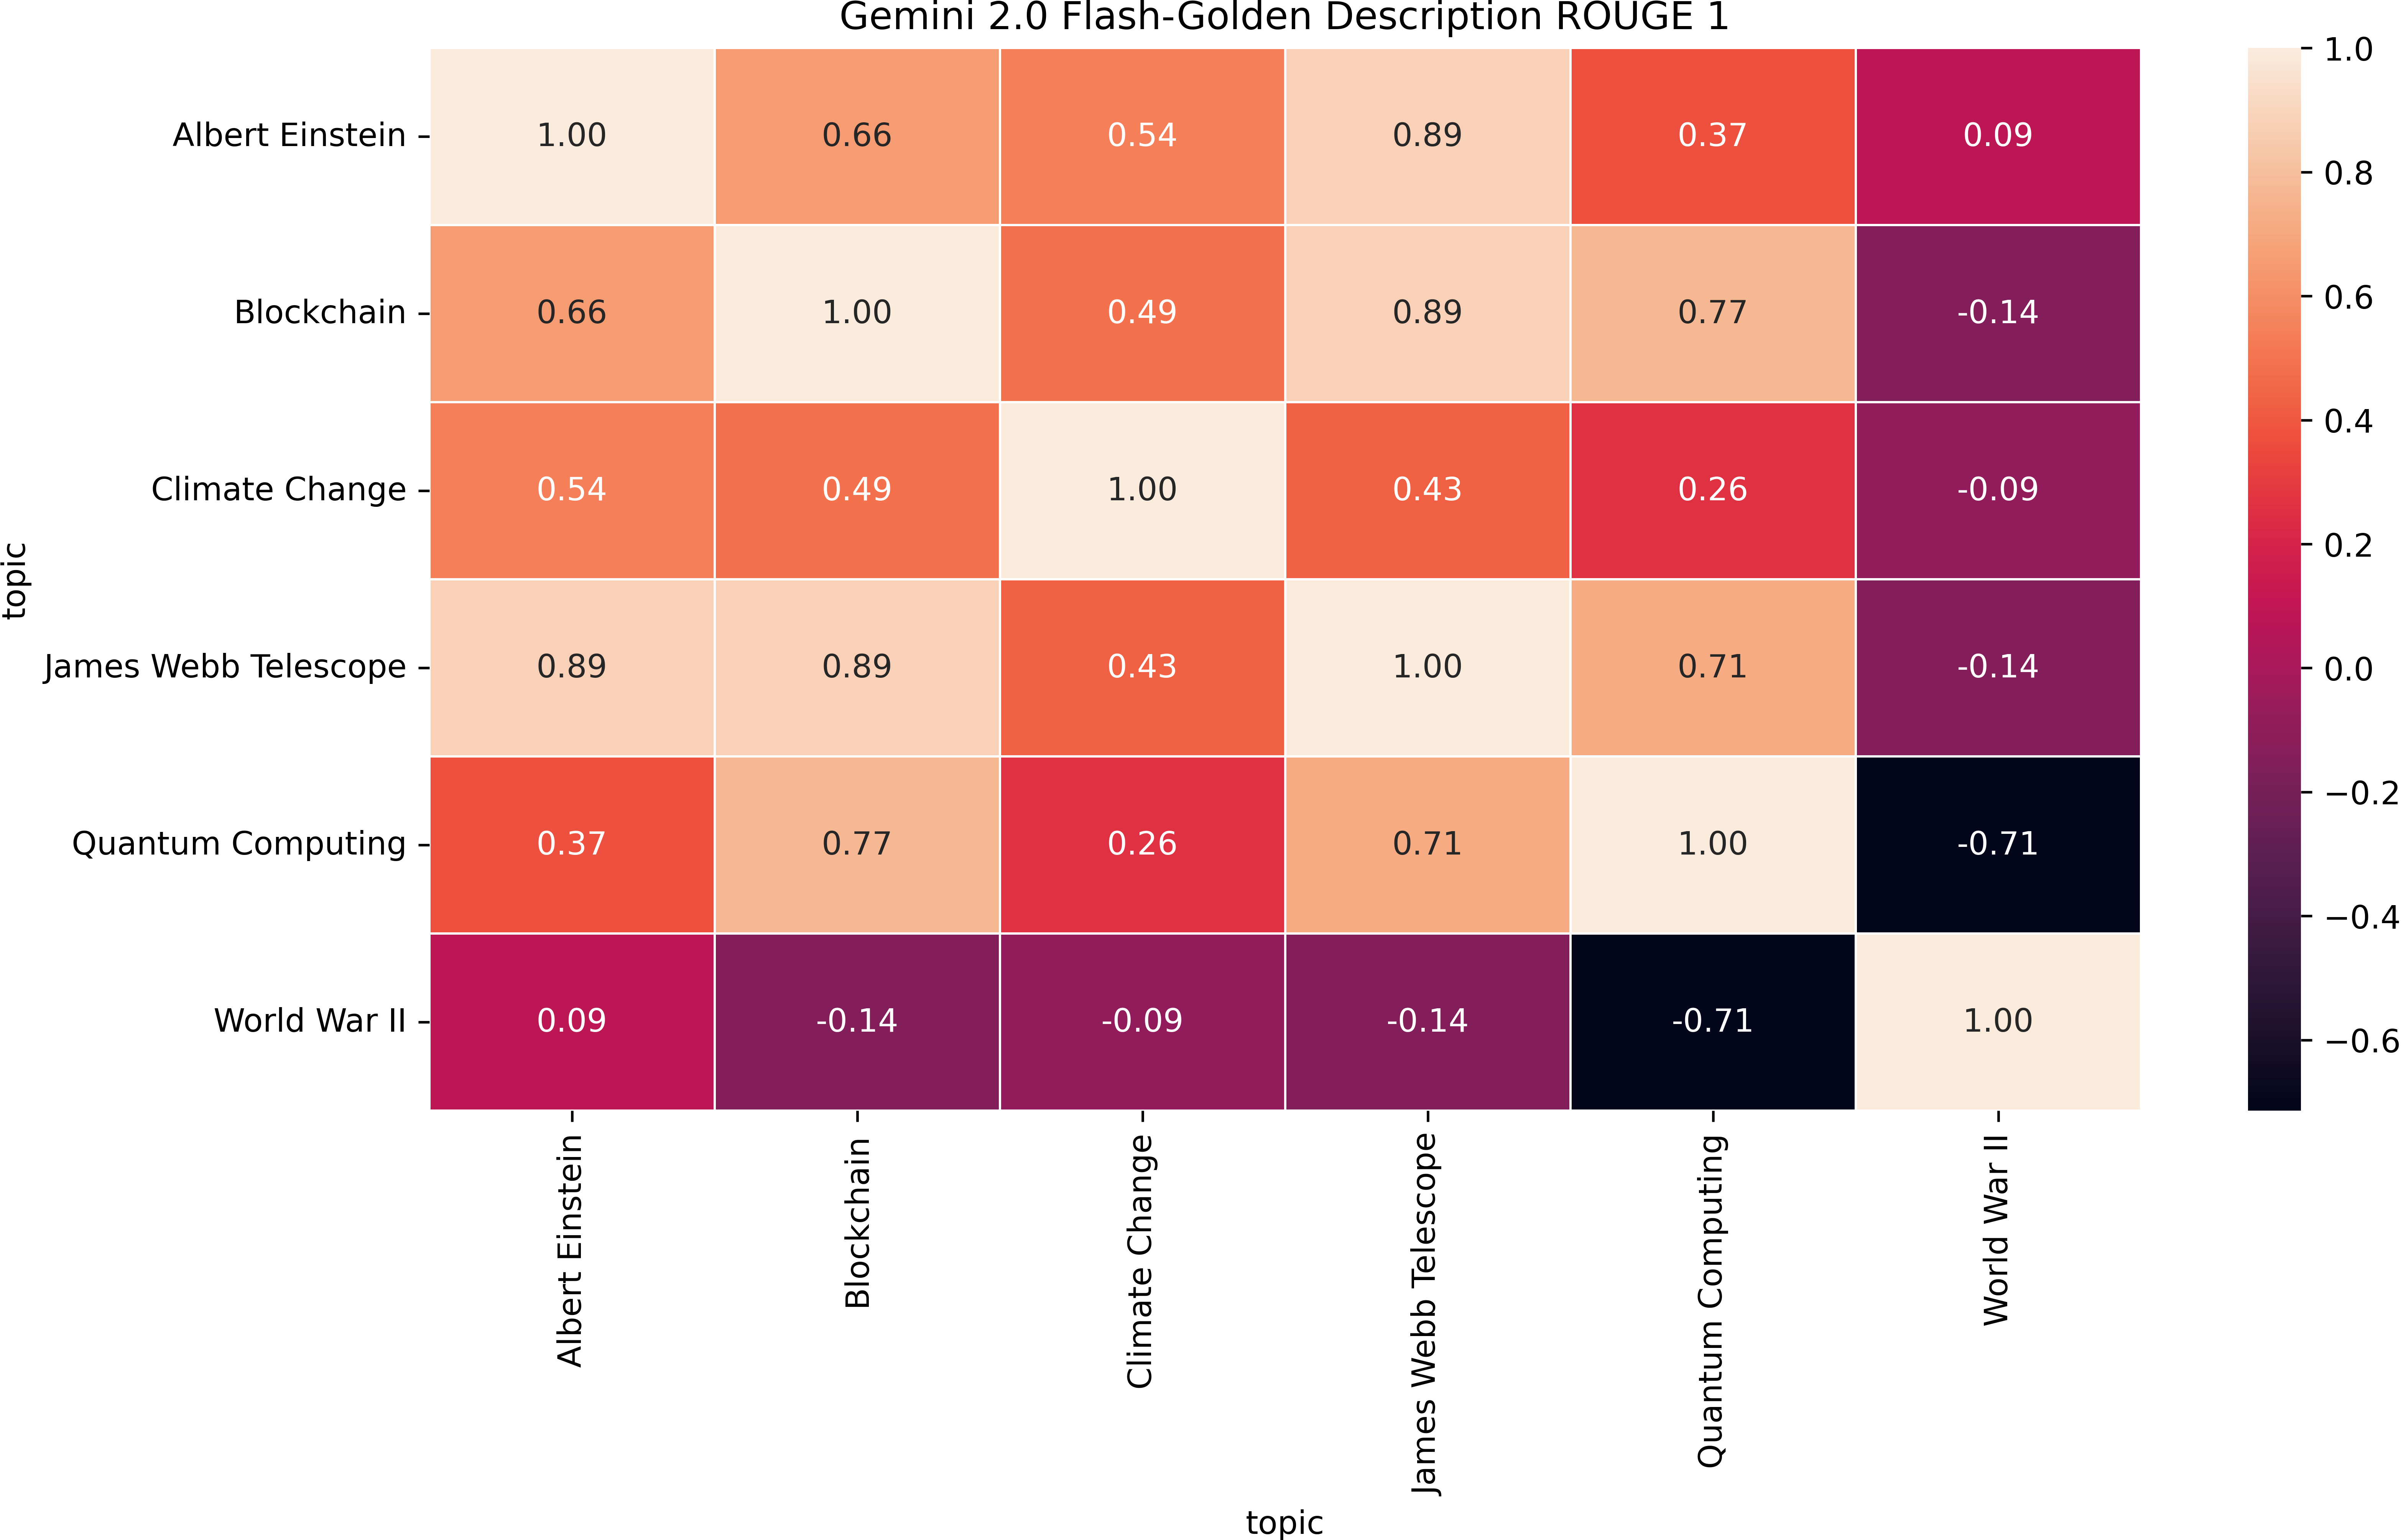 Gemini 2.0 Flash-Golden Description ROUGE 1
Albert Einstein 1.00 0.66 0.54 0.89 0.37 0.09
Blockchain 0.66 1.00 0.49 0.89 0.77 -0.14
Climate Change 0.54 0.49 1.00 0.43 0.26 -0.09
James Webb Telescope 0.89 0.89 0.43 1.00 0.71 -0.14
Quantum Computing 0.37 0.77 0.26 0.71 1.00 -0.71
World War II 0.09 -0.14 -0.09 -0.14 -0.71 1.00
topic
Albert Einstein
Blockchain
Climate Change
James Webb Telescope
Quantum Computing
World War II
topic
1.0
0.8
0.6
0.4
0.2
0.0
−0.2
−0.4
−0.6